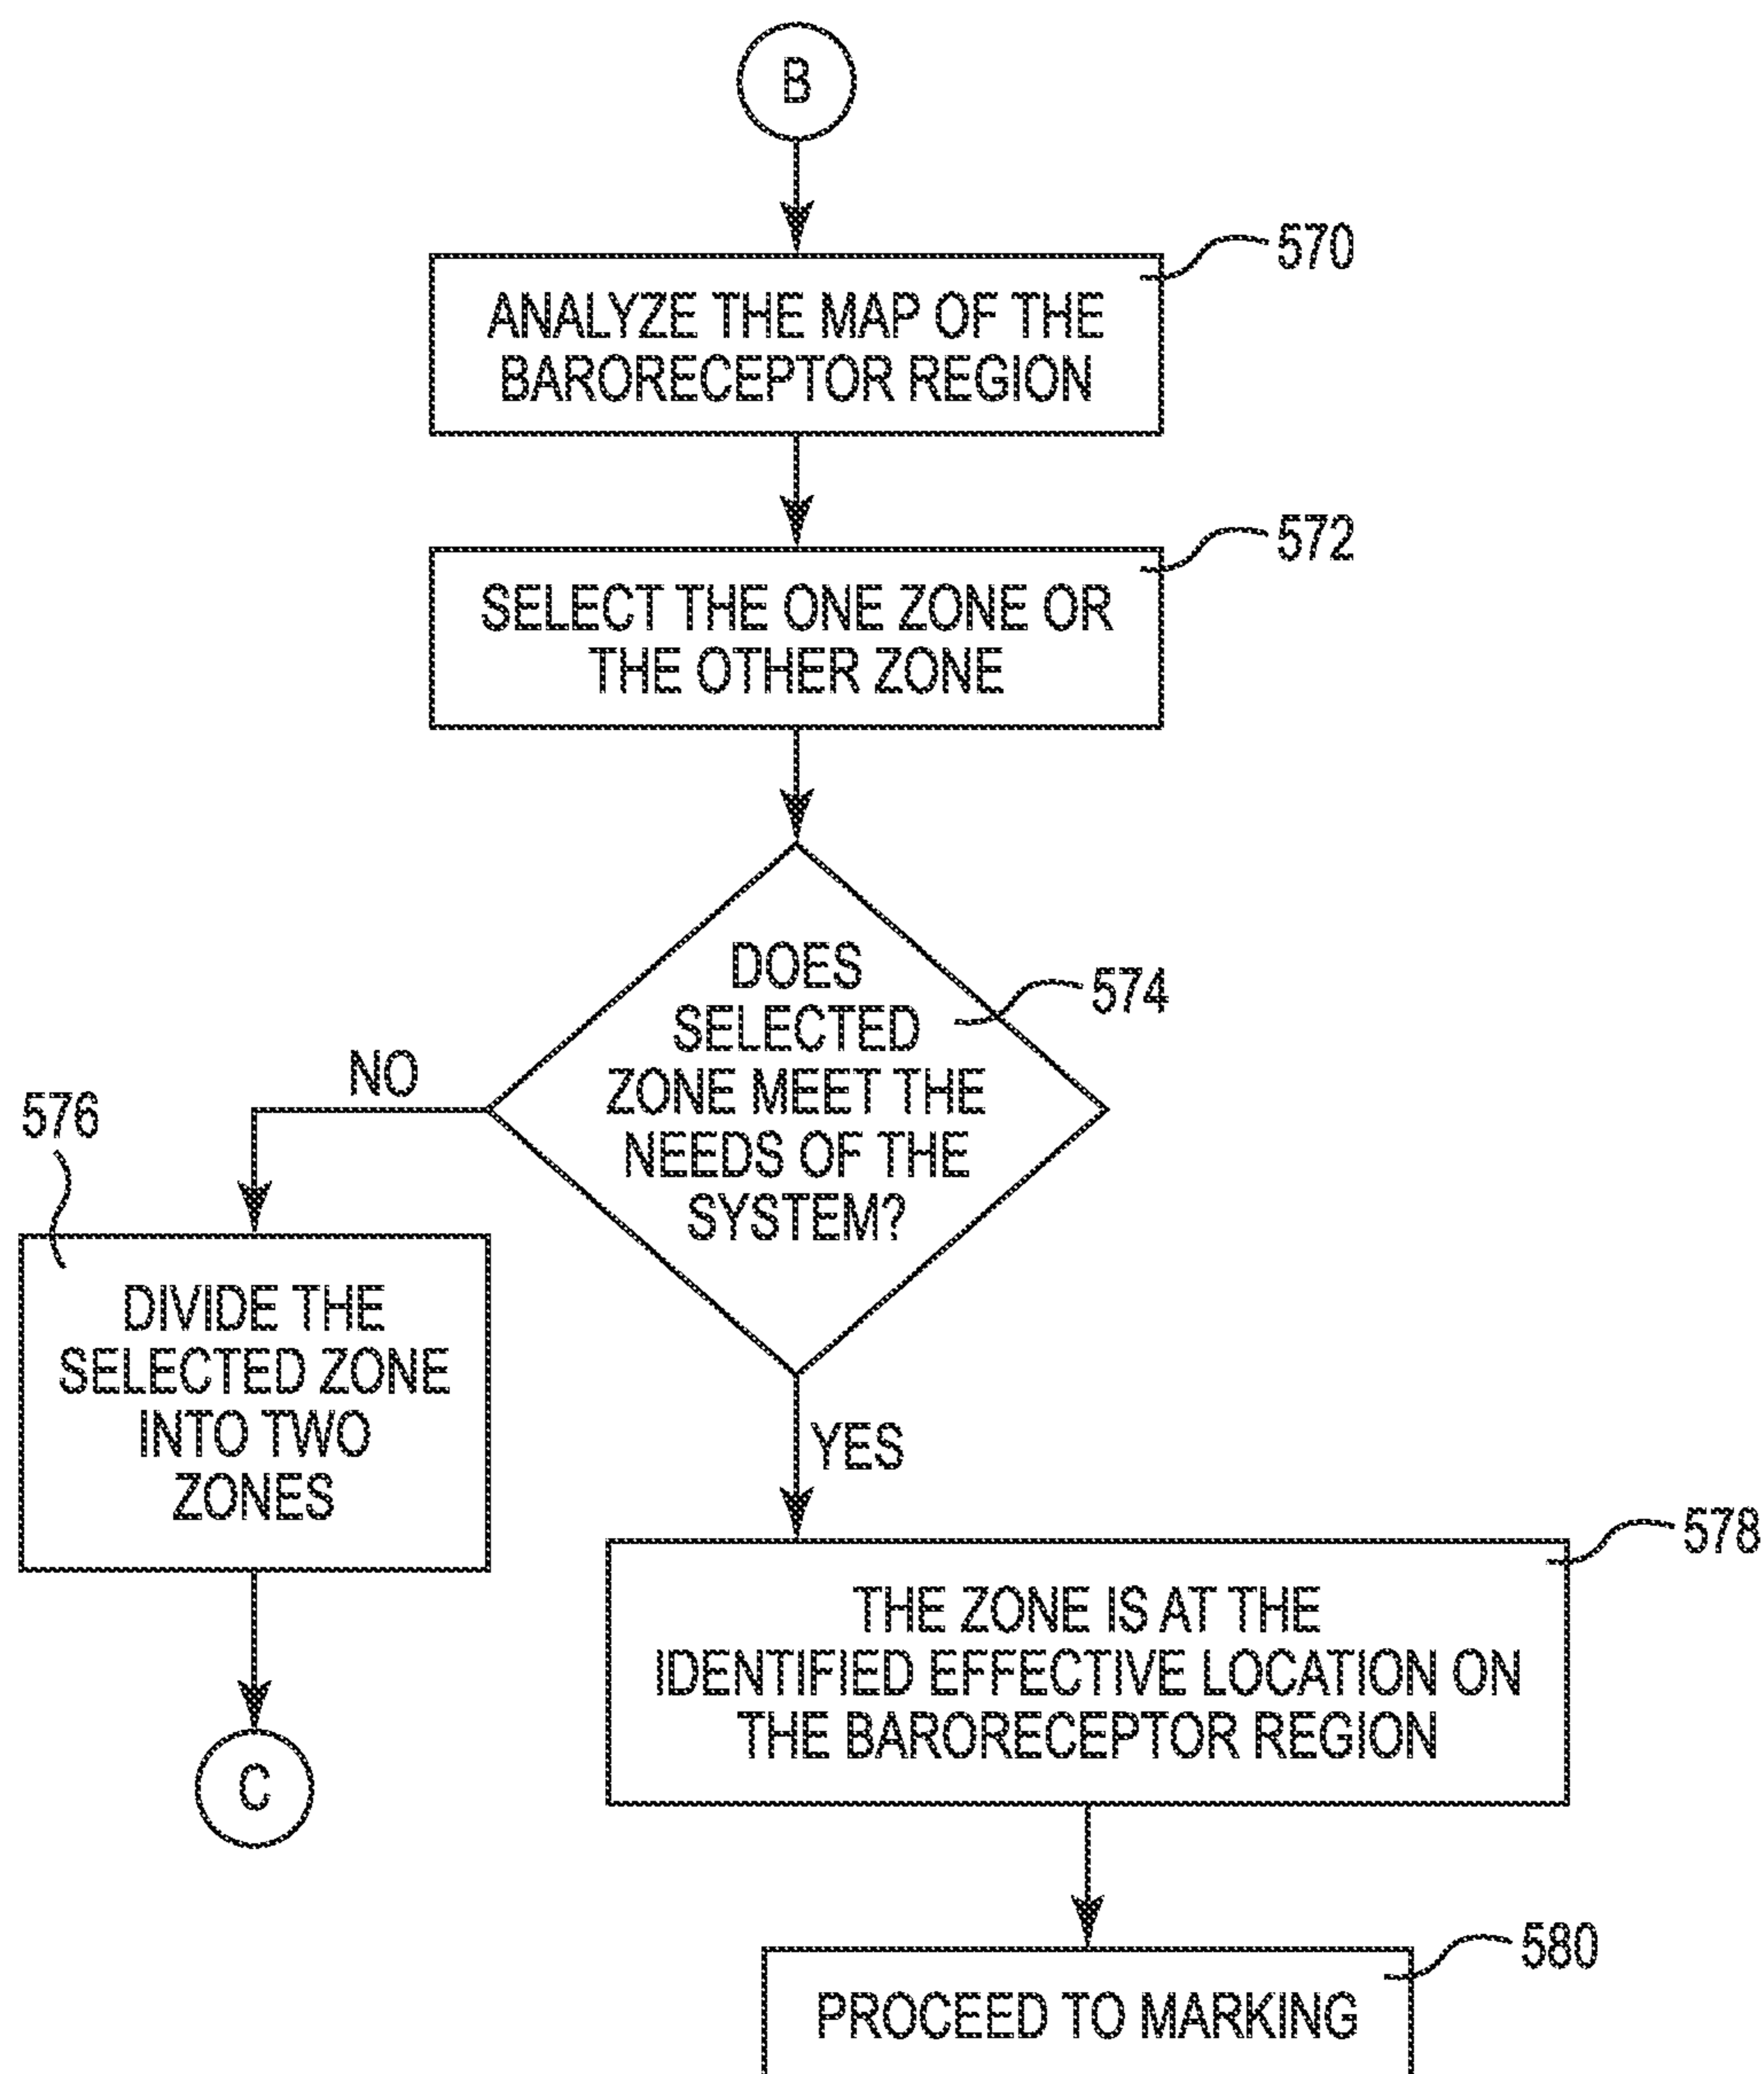 B
570
ANALYZE THE MAP OF THE
BARORECEPTOR REGION
572
SELECT THE ONE ZONE OR
THE OTHER ZONE
574
DOES
SELECTED
ZONE MEET THE
NEEDS OF THE
SYSTEM?
NO
576
DIVIDE THE
SELECTED ZONE
INTO TWO
ZONES
YES
578
THE ZONE IS AT THE
IDENTIFIED EFFECTIVE LOCATION ON
THE BARORECEPTOR REGION
C
580
PROCEED TO MARKING